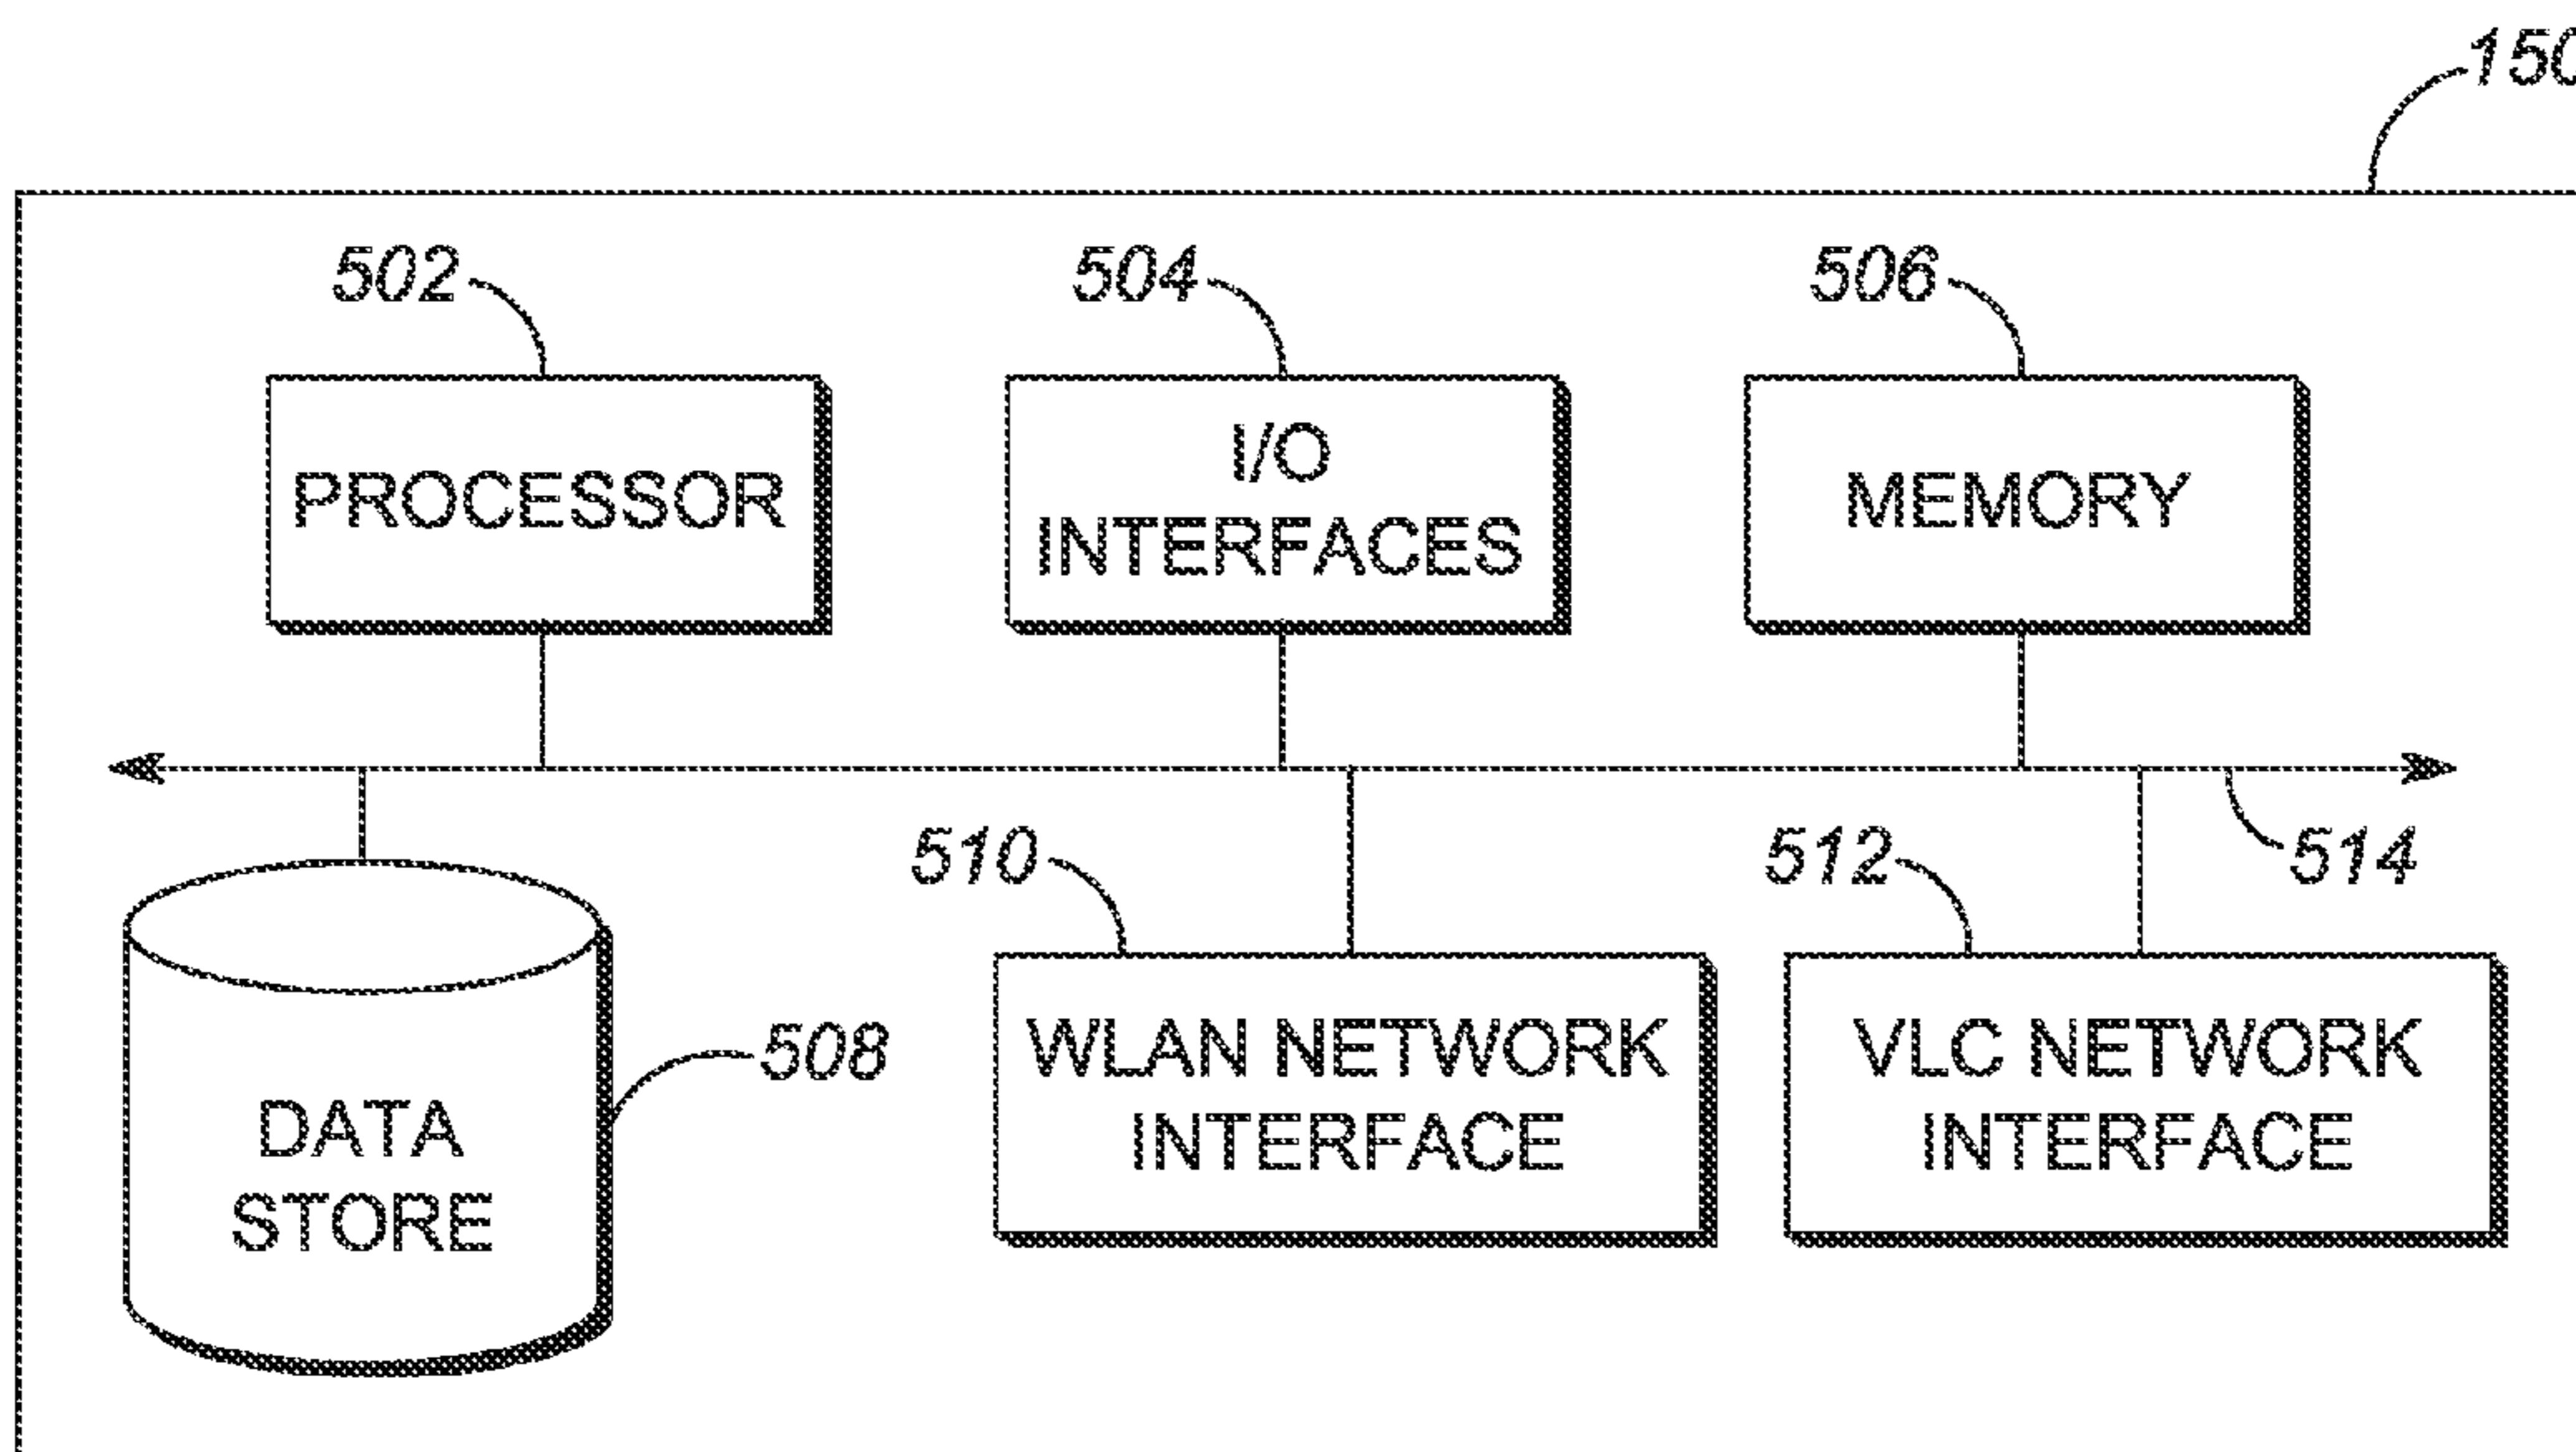 150
502
504
506
PROCESSOR
I/O
INTERFACES
MEMORY
510
512
514
508
WLAN NETWORK
INTERFACE
VLC NETWORK
INTERFACE
DATA
STORE